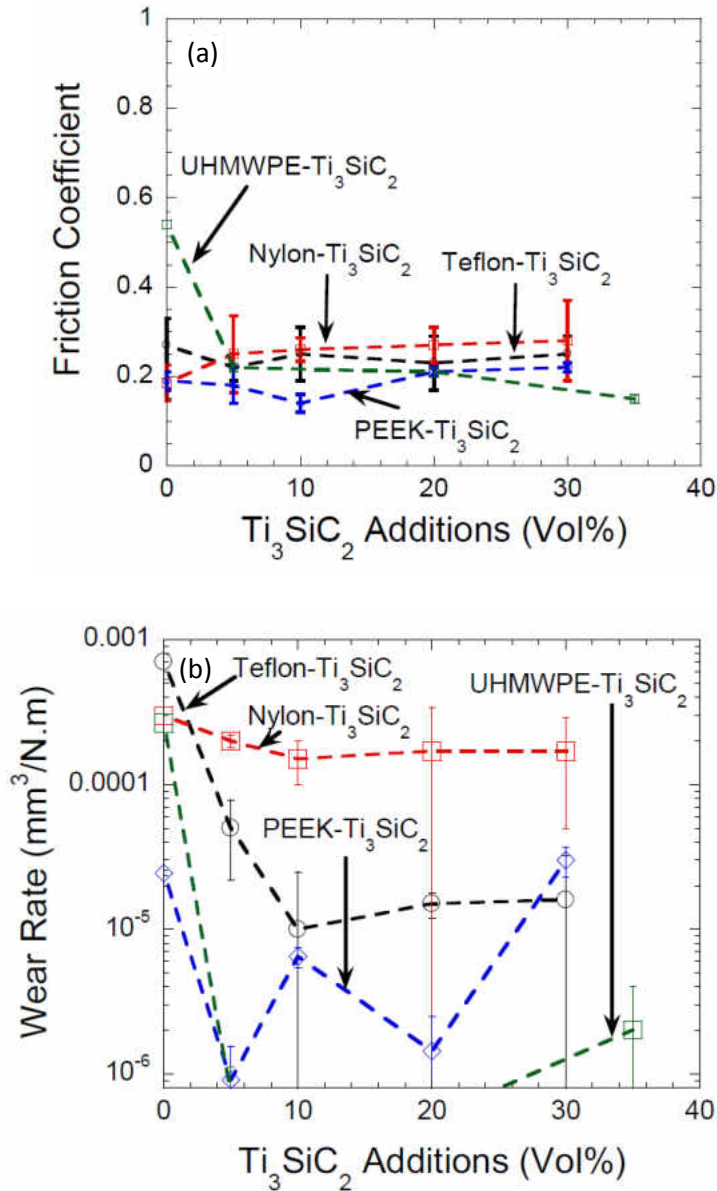 (a)
1
0.8
0.6
0.4
0.2
0
Friction Coefficient
UHMWPE-Ti₃SiC₂
Nylon-Ti₃SiC₂
Teflon-Ti₃SiC₂
PEEK-Ti₃SiC₂
0 10 20 30 40
Ti₃SiC₂ Additions (Vol%)
(b)
0.001
0.0001
10⁻⁵
10⁻⁶
Wear Rate (mm³/N.m)
Teflon-Ti₃SiC₂
UHMWPE-Ti₃SiC₂
Nylon-Ti₃SiC₂
PEEK-Ti₃SiC₂
0 10 20 30 40
Ti₃SiC₂ Additions (Vol%)